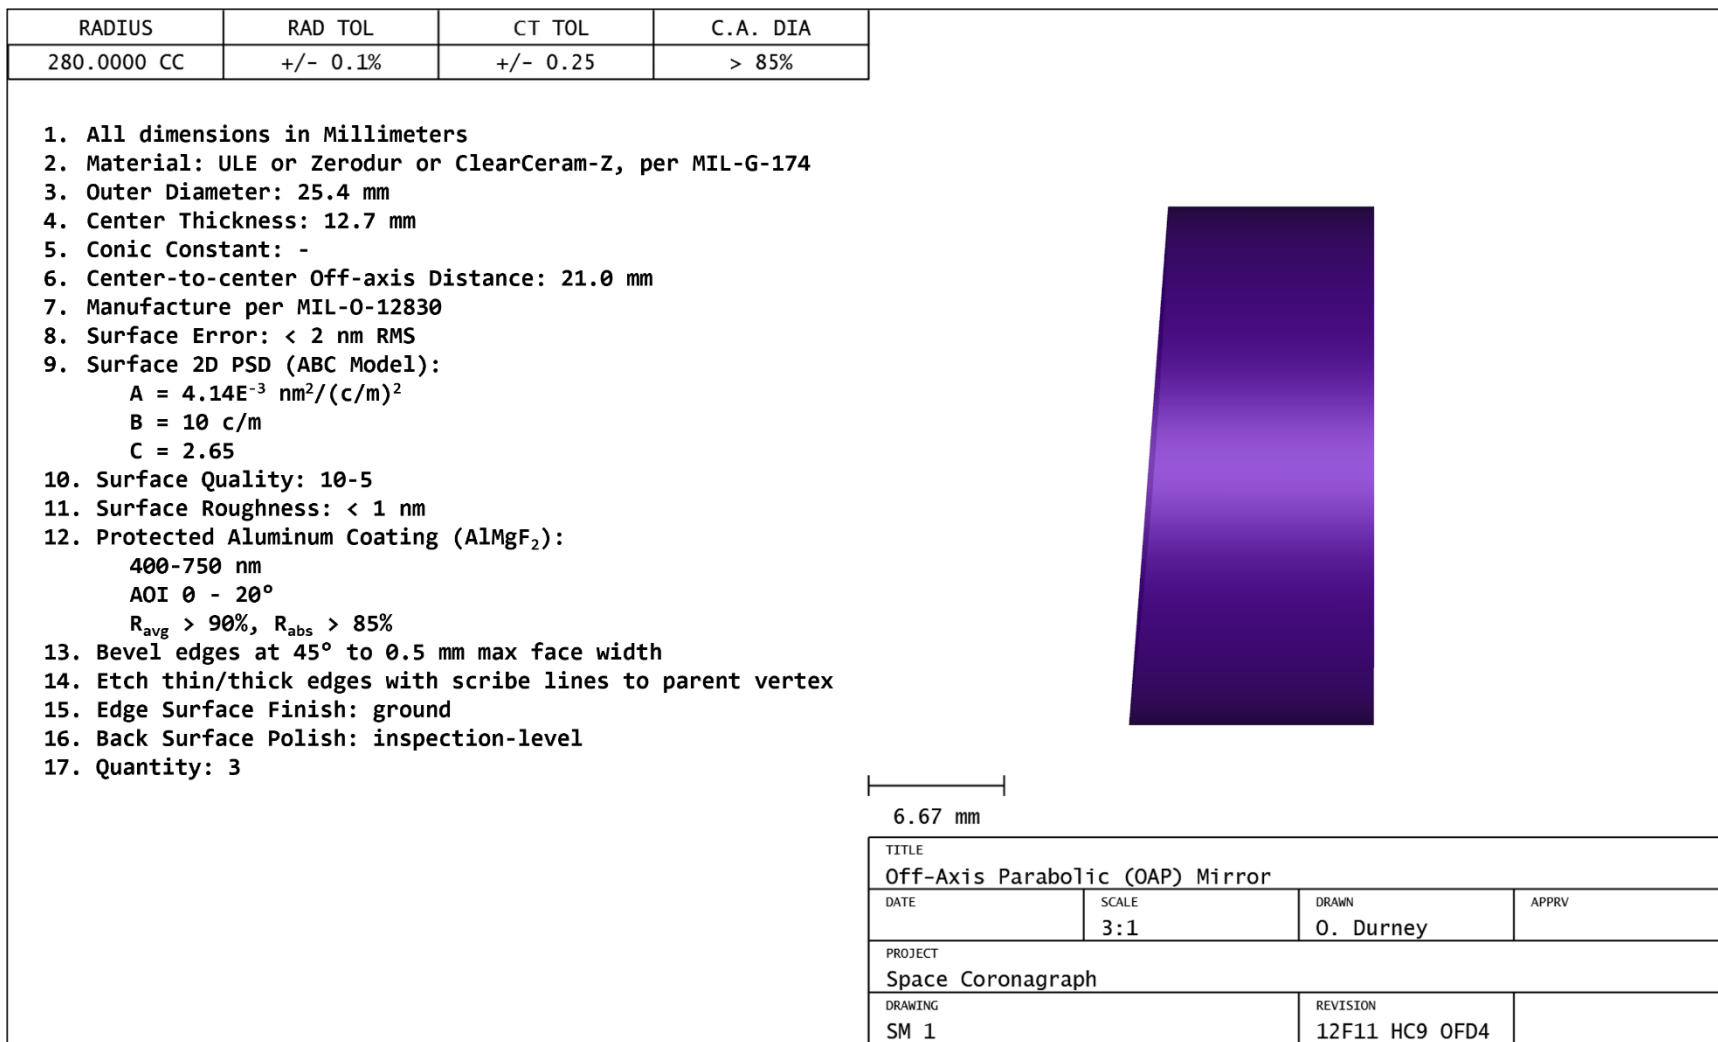 RADIUS RAD TOL CT TOL C.A. DIA
280.0000 CC +/- 0.1% +/- 0.25 > 85%
1. All dimensions in Millimeters
2. Material: ULE or Zerodur or ClearCeram-Z, per MIL-G-174
3. Outer Diameter: 25.4 mm
4. Center Thickness: 12.7 mm
5. Conic Constant: -
6. Center-to-center Off-axis Distance: 21.0 mm
7. Manufacture per MIL-O-12830
8. Surface Error: < 2 nm RMS
9. Surface 2D PSD (ABC Model):
A = 4.14E⁻³ nm²/(c/m)²
B = 10 c/m
C = 2.65
10. Surface Quality: 10-5
11. Surface Roughness: < 1 nm
12. Protected Aluminum Coating (AlMgF₂):
400-750 nm
AOI 0 - 20°
Ravg > 90%, Rabs > 85%
13. Bevel edges at 45° to 0.5 mm max face width
14. Etch thin/thick edges with scribe lines to parent vertex
15. Edge Surface Finish: ground
16. Back Surface Polish: inspection-level
17. Quantity: 3
6.67 mm
TITLE
Off-Axis Parabolic (OAP) Mirror
DATE SCALE DRAWN APPRV
3:1 O. Durney
PROJECT
Space Coronagraph
DRAWING REVISION
SM 1 12F11 HC9 OFD4